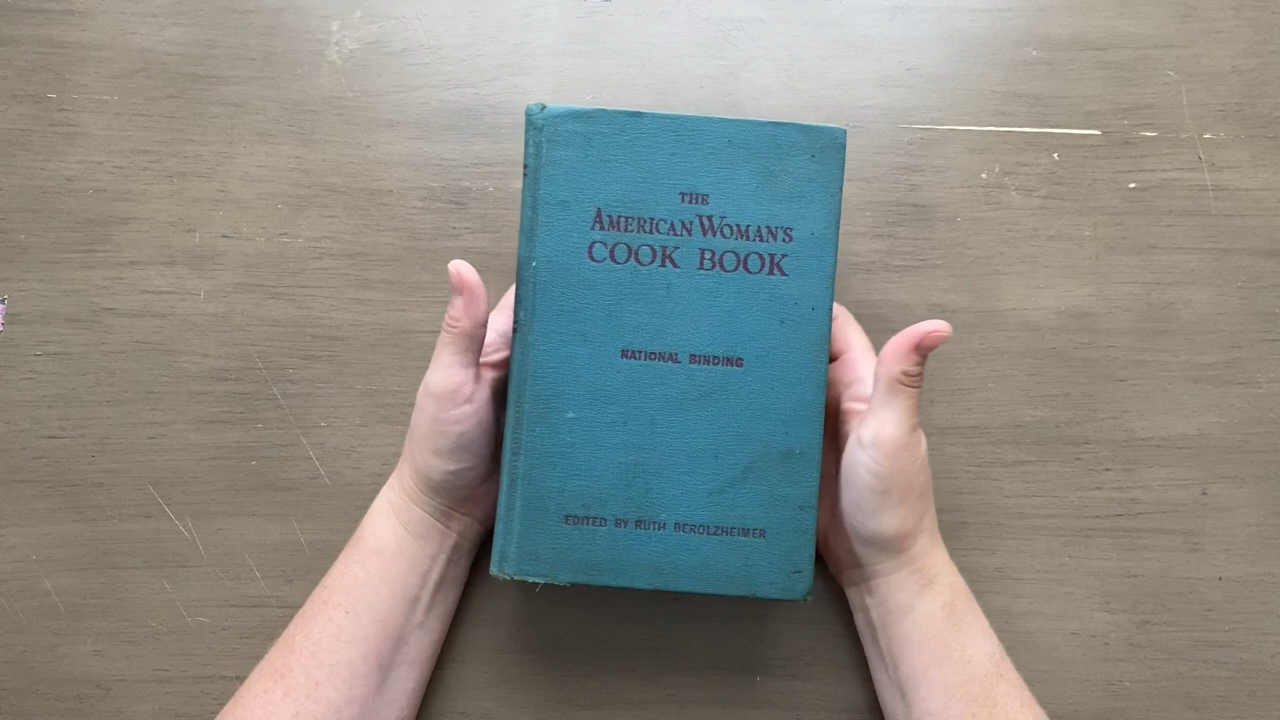 THE
AMERICAN WOMAN'S
COOK BOOK
NATIONAL BINDING
EDITED BY RUTH BEROLZHEIMER